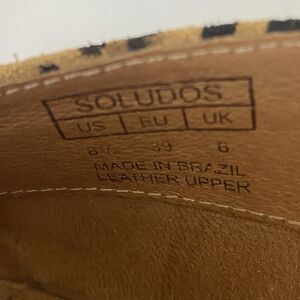 SOLUDOS
US EU UK
8½ 39 6
MADE IN BRAZIL
LEATHER UPPER